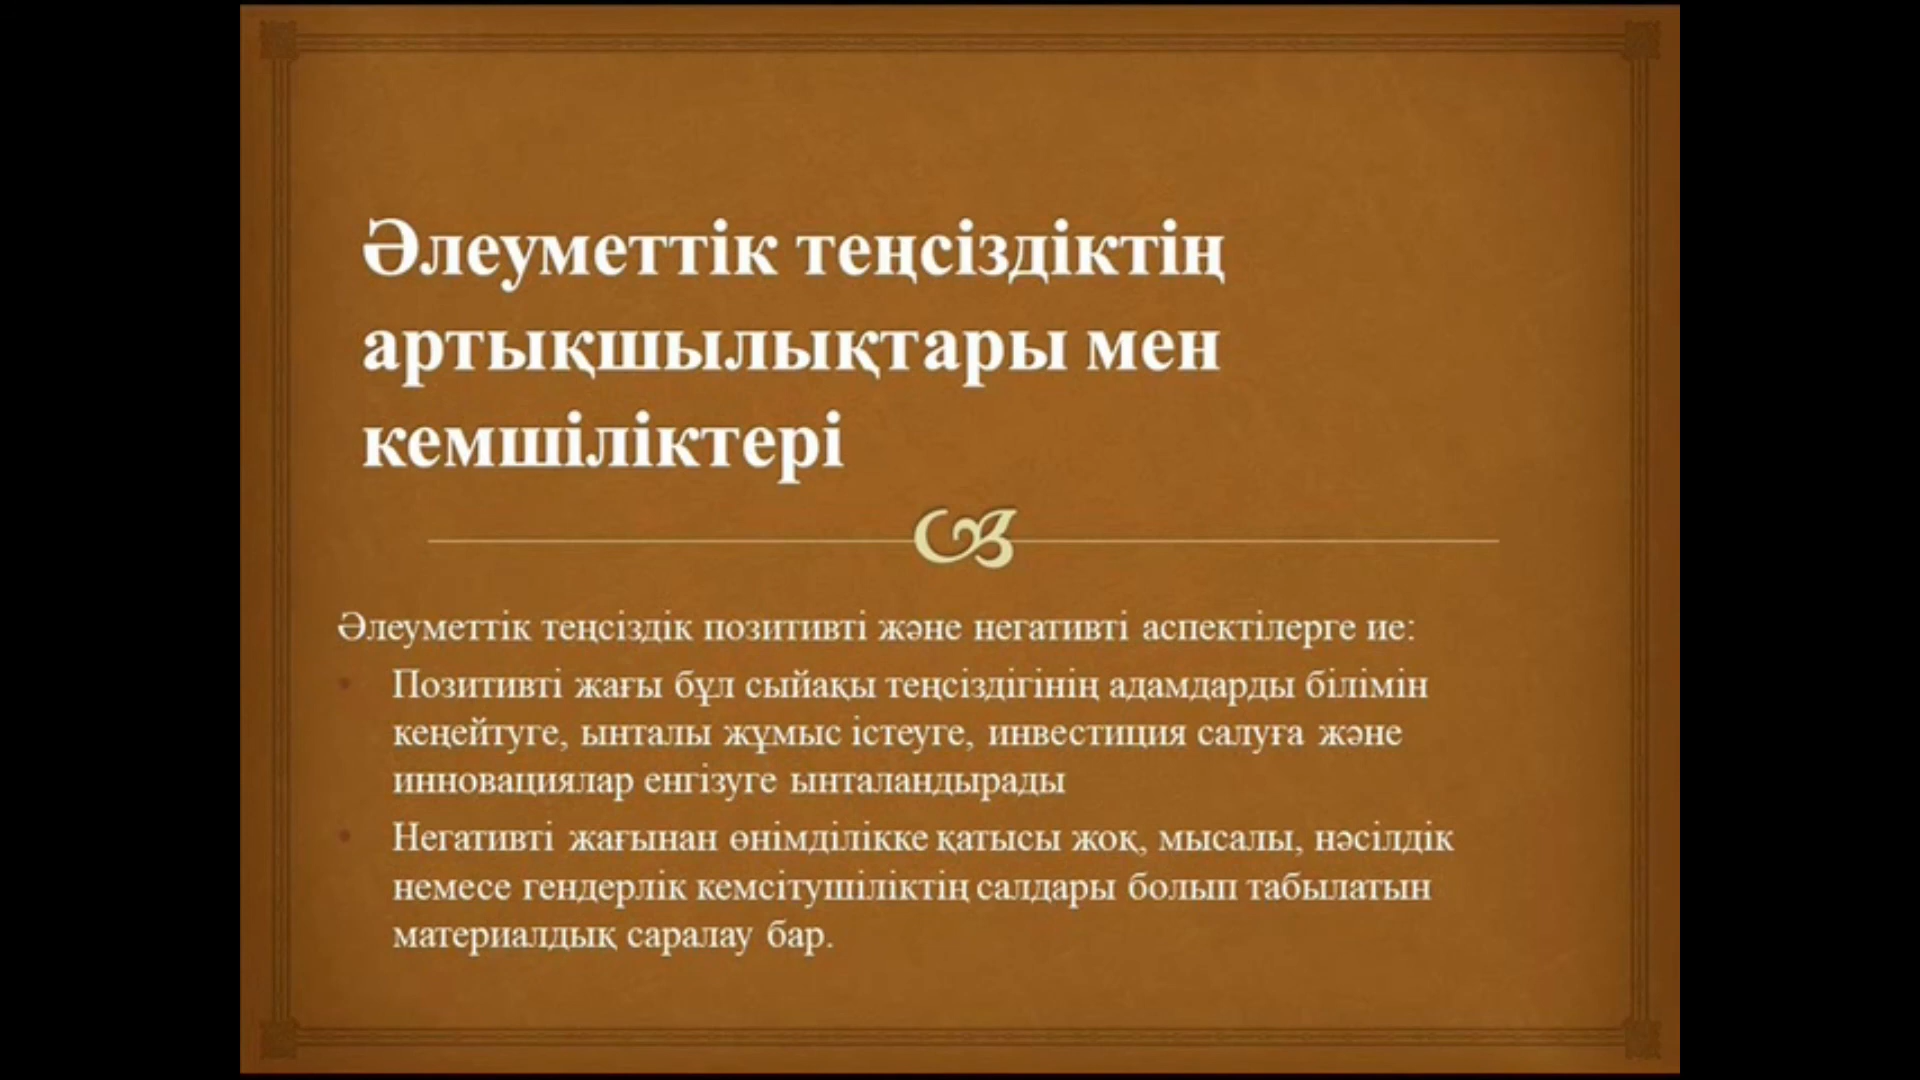 Әлеуметтік теңсіздіктің
артықшылықтары мен
кемшіліктері
Әлеуметтік теңсіздік позитивті және негативті аспектілерге ие:
• Позитивті жағы бұл сыйақы теңсіздігінің адамдарды білімін
кеңейтуге, ынталы жұмыс істеуге, инвестиция салуға және
инновациялар енгізуге ынталандырады
• Негативті жағынан өнімділікке қатысы жоқ, мысалы, нәсілдік
немесе гендерлік кемсітушіліктің салдары болып табылатын
материалдық саралау бар.